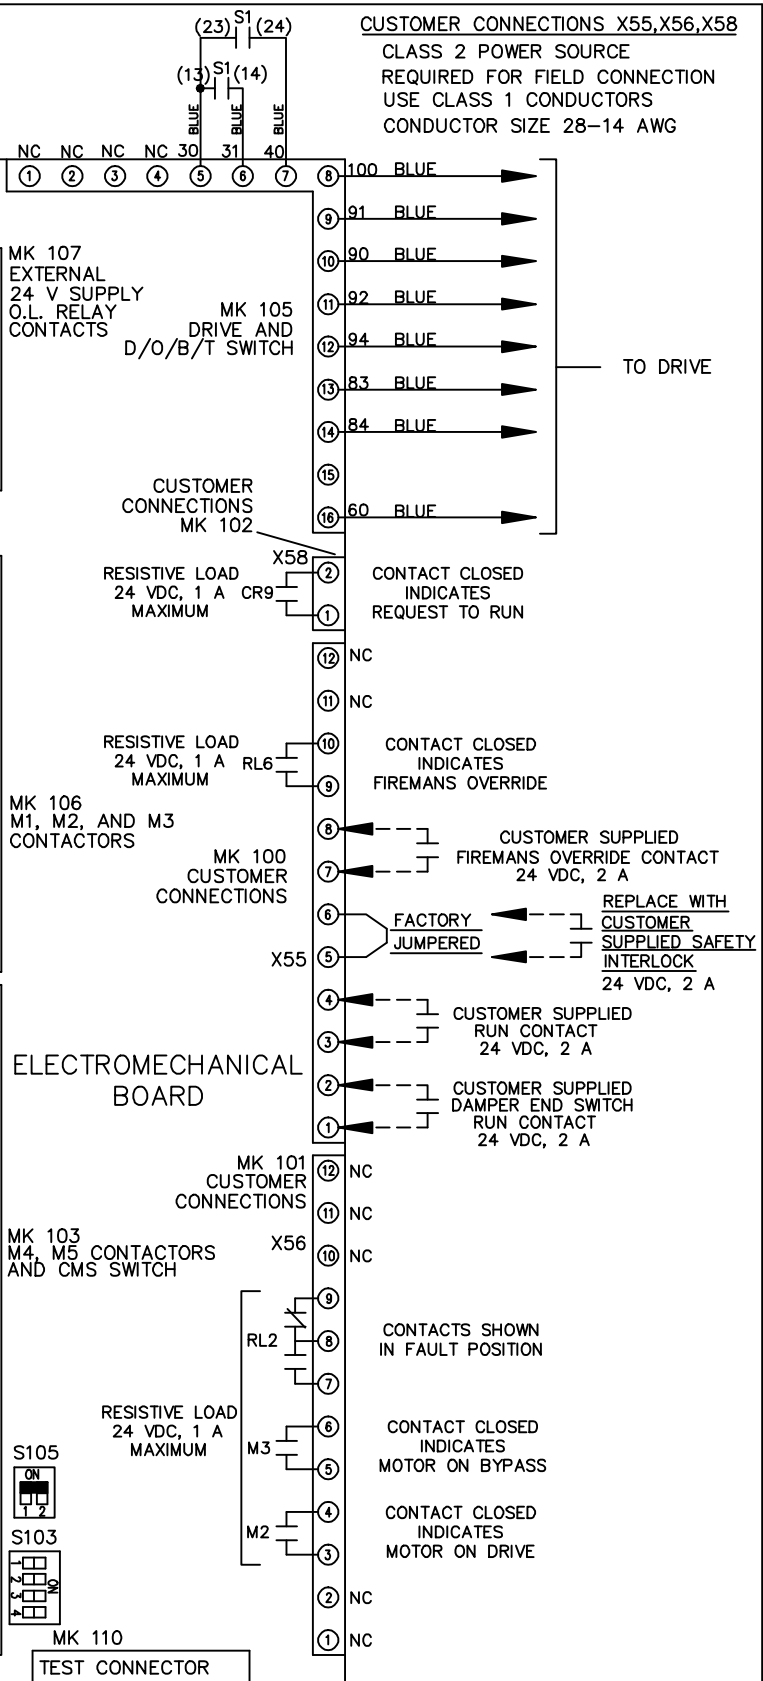 (23) S1 (24)
(13) S1 (14)
BLUE BLUE BLUE
CUSTOMER CONNECTIONS X55,X56,X58
CLASS 2 POWER SOURCE
REQUIRED FOR FIELD CONNECTION
USE CLASS 1 CONDUCTORS
CONDUCTOR SIZE 28-14 AWG
NC NC NC NC 30 31 40
1 2 3 4 5 6 7 8 100 BLUE
9 91 BLUE
10 90 BLUE
11 92 BLUE
12 94 BLUE
13 83 BLUE
14 84 BLUE
15
16 60 BLUE
TO DRIVE
MK 107
EXTERNAL
24 V SUPPLY
O.L. RELAY
CONTACTS
MK 105
DRIVE AND
D/O/B/T SWITCH
CUSTOMER
CONNECTIONS
MK 102
X58
2
1
RESISTIVE LOAD
24 VDC, 1 A
MAXIMUM
CR9
CONTACT CLOSED
INDICATES
REQUEST TO RUN
12 NC
11 NC
10
9
RESISTIVE LOAD
24 VDC, 1 A
MAXIMUM
RL6
CONTACT CLOSED
INDICATES
FIREMANS OVERRIDE
MK 106
M1, M2, AND M3
CONTACTORS
MK 100
CUSTOMER
CONNECTIONS
X55
8
7
CUSTOMER SUPPLIED
FIREMANS OVERRIDE CONTACT
24 VDC, 2 A
6
5
FACTORY
JUMPERED
REPLACE WITH
CUSTOMER
SUPPLIED SAFETY
INTERLOCK
24 VDC, 2 A
4
3
CUSTOMER SUPPLIED
RUN CONTACT
24 VDC, 2 A
2
1
CUSTOMER SUPPLIED
DAMPER END SWITCH
RUN CONTACT
24 VDC, 2 A
ELECTROMECHANICAL
BOARD
MK 101
CUSTOMER
CONNECTIONS
X56
12 NC
11 NC
10 NC
MK 103
M4, M5 CONTACTORS
AND CMS SWITCH
9
8
7
RL2
CONTACTS SHOWN
IN FAULT POSITION
RESISTIVE LOAD
24 VDC, 1 A
MAXIMUM
6
5
M3
CONTACT CLOSED
INDICATES
MOTOR ON BYPASS
4
3
M2
CONTACT CLOSED
INDICATES
MOTOR ON DRIVE
2 NC
1 NC
S105
ON
1 2
S103
1
2
3
4
ON
MK 110
TEST CONNECTOR